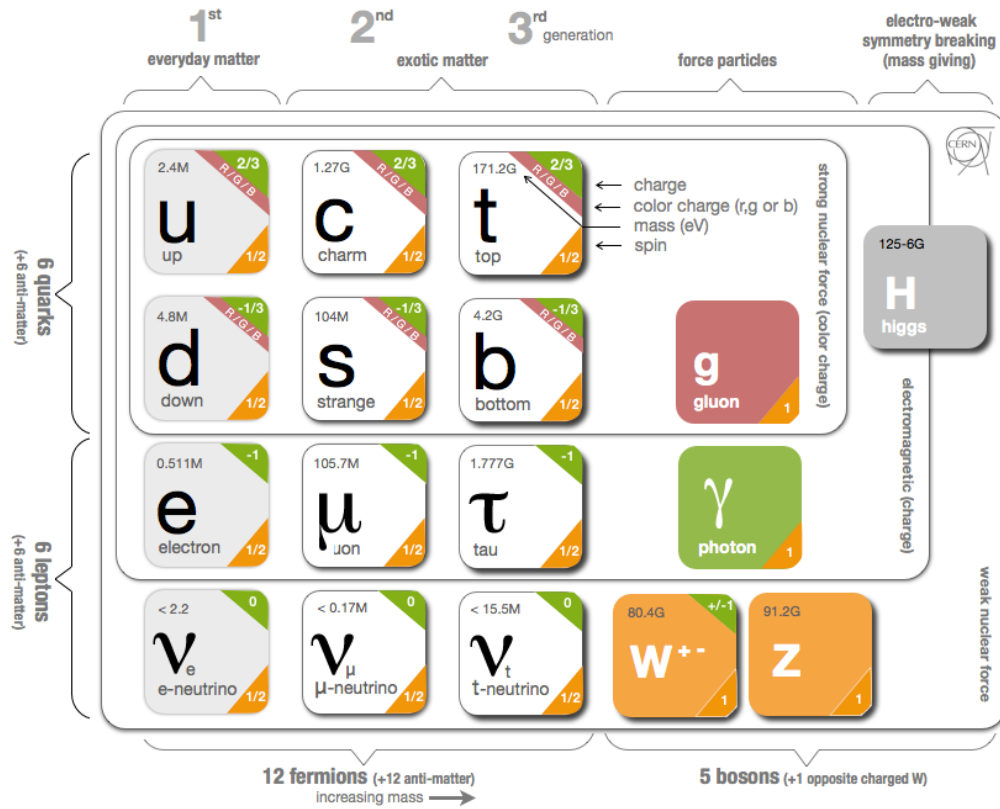 1st
2nd
3rd generation
everyday matter
exotic matter
force particles
electro-weak
symmetry breaking
(mass giving)
CERN
6 quarks
(+6 anti-matter)
6 leptons
(+6 anti-matter)
2.4M
2/3
R/G/B
u
up
1/2
1.27G
2/3
R/G/B
c
charm
1/2
171.2G
2/3
R/G/B
t
top
1/2
charge
color charge (r,g or b)
mass (eV)
spin
strong nuclear force (color charge)
125-6G
H
higgs
4.8M
-1/3
R/G/B
d
down
1/2
104M
-1/3
R/G/B
s
strange
1/2
4.2G
-1/3
R/G/B
b
bottom
1/2
g
gluon
1
electromagnetic (charge)
0.511M
-1
e
electron
1/2
105.7M
-1
μ
uon
1/2
1.777G
-1
τ
tau
1/2
γ
photon
1
weak nuclear force
< 2.2
0
νe
e-neutrino
1/2
< 0.17M
0
νμ
μ-neutrino
1/2
< 15.5M
0
νt
t-neutrino
1/2
80.4G
+/-1
W+-
1
91.2G
Z
1
12 fermions (+12 anti-matter)
increasing mass
5 bosons (+1 opposite charged W)